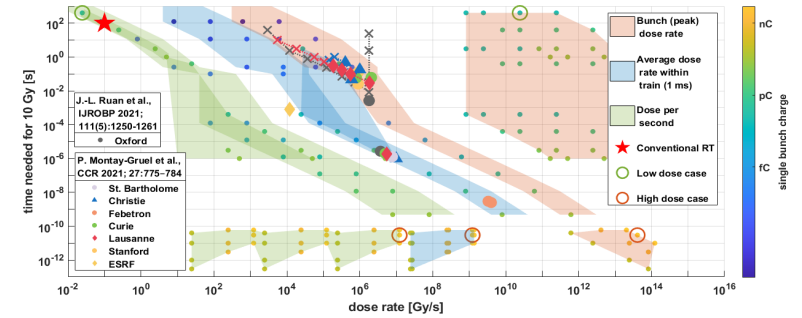 10^2
10^0
10^-2
10^-4
10^-6
10^-8
10^-10
10^-12
time needed for 10 Gy [s]
10^-2
10^0
10^2
10^4
10^6
10^8
10^10
10^12
10^14
10^16
dose rate [Gy/s]
J.-L. Ruan et al.,
IJROBP 2021;
111(5):1250-1261
Oxford
P. Montay-Gruel et al.,
CCR 2021; 27:775–784
St. Bartholome
Christie
Febetron
Curie
Lausanne
Stanford
ESRF
Bunch (peak)
dose rate
Average dose
rate within
train (1 ms)
Dose per
second
Conventional RT
Low dose case
High dose case
nC
pC
fC
single bunch charge